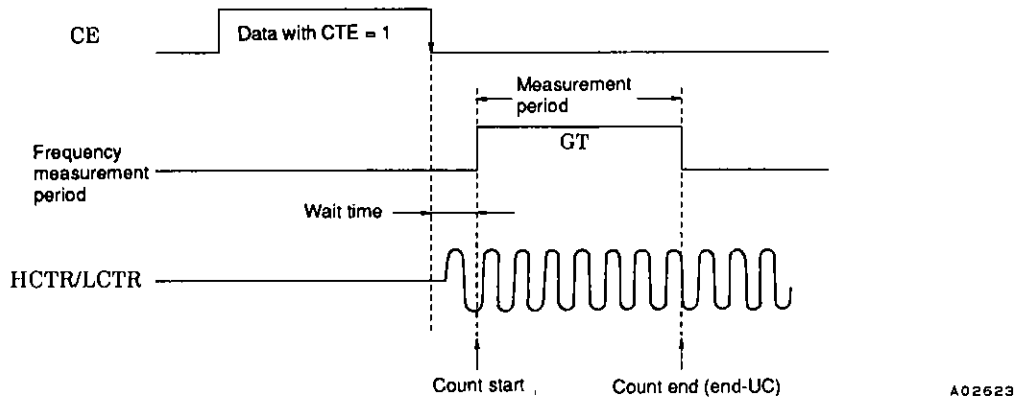 CE
Data with CTE = 1
Measurement
period
GT
Frequency
measurement
period
Wait time
HCTR/LCTR
Count start
Count end (end-UC)
A02623